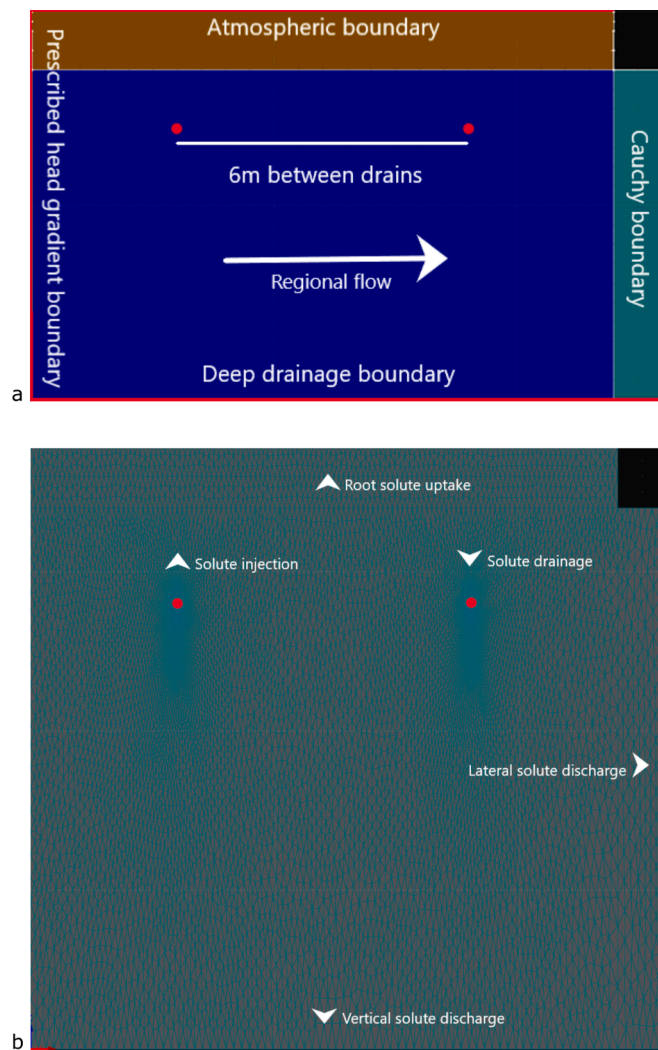 Atmospheric boundary
Prescribed head gradient boundary
6m between drains
Cauchy boundary
Regional flow
Deep drainage boundary
a
Root solute uptake
Solute injection
Solute drainage
Lateral solute discharge
Vertical solute discharge
b